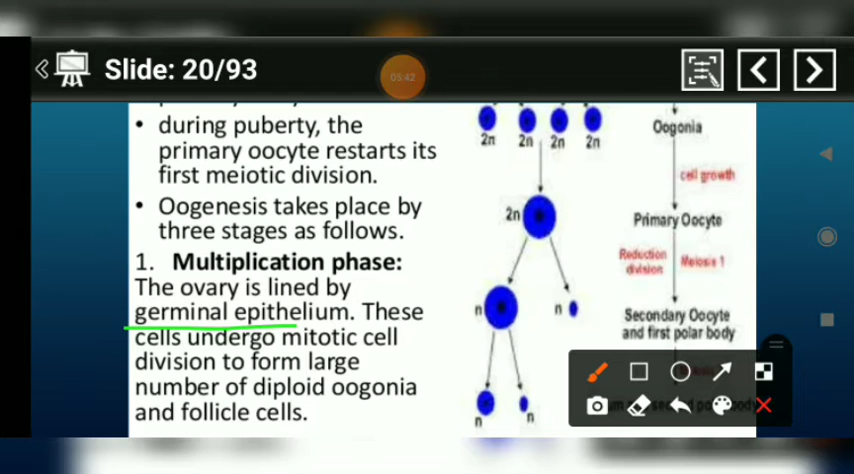 Slide: 20/93
05:42
• during puberty, the
primary oocyte restarts its
first meiotic division.
• Oogenesis takes place by
three stages as follows.
1. Multiplication phase:
The ovary is lined by
germinal epithelium. These
cells undergo mitotic cell
division to form large
number of diploid oogonia
and follicle cells.
2n 2n 2n 2n
2n
n n
n n
Oogonia
cell growth
Primary Oocyte
Reduction
division
Meiosis 1
Secondary Oocyte
and first polar body